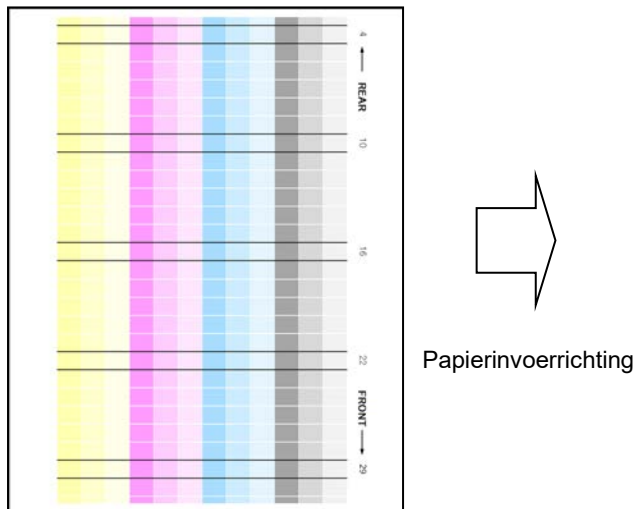 4
← REAR
10
16
22
FRONT →
29
Papierinvoerrichting